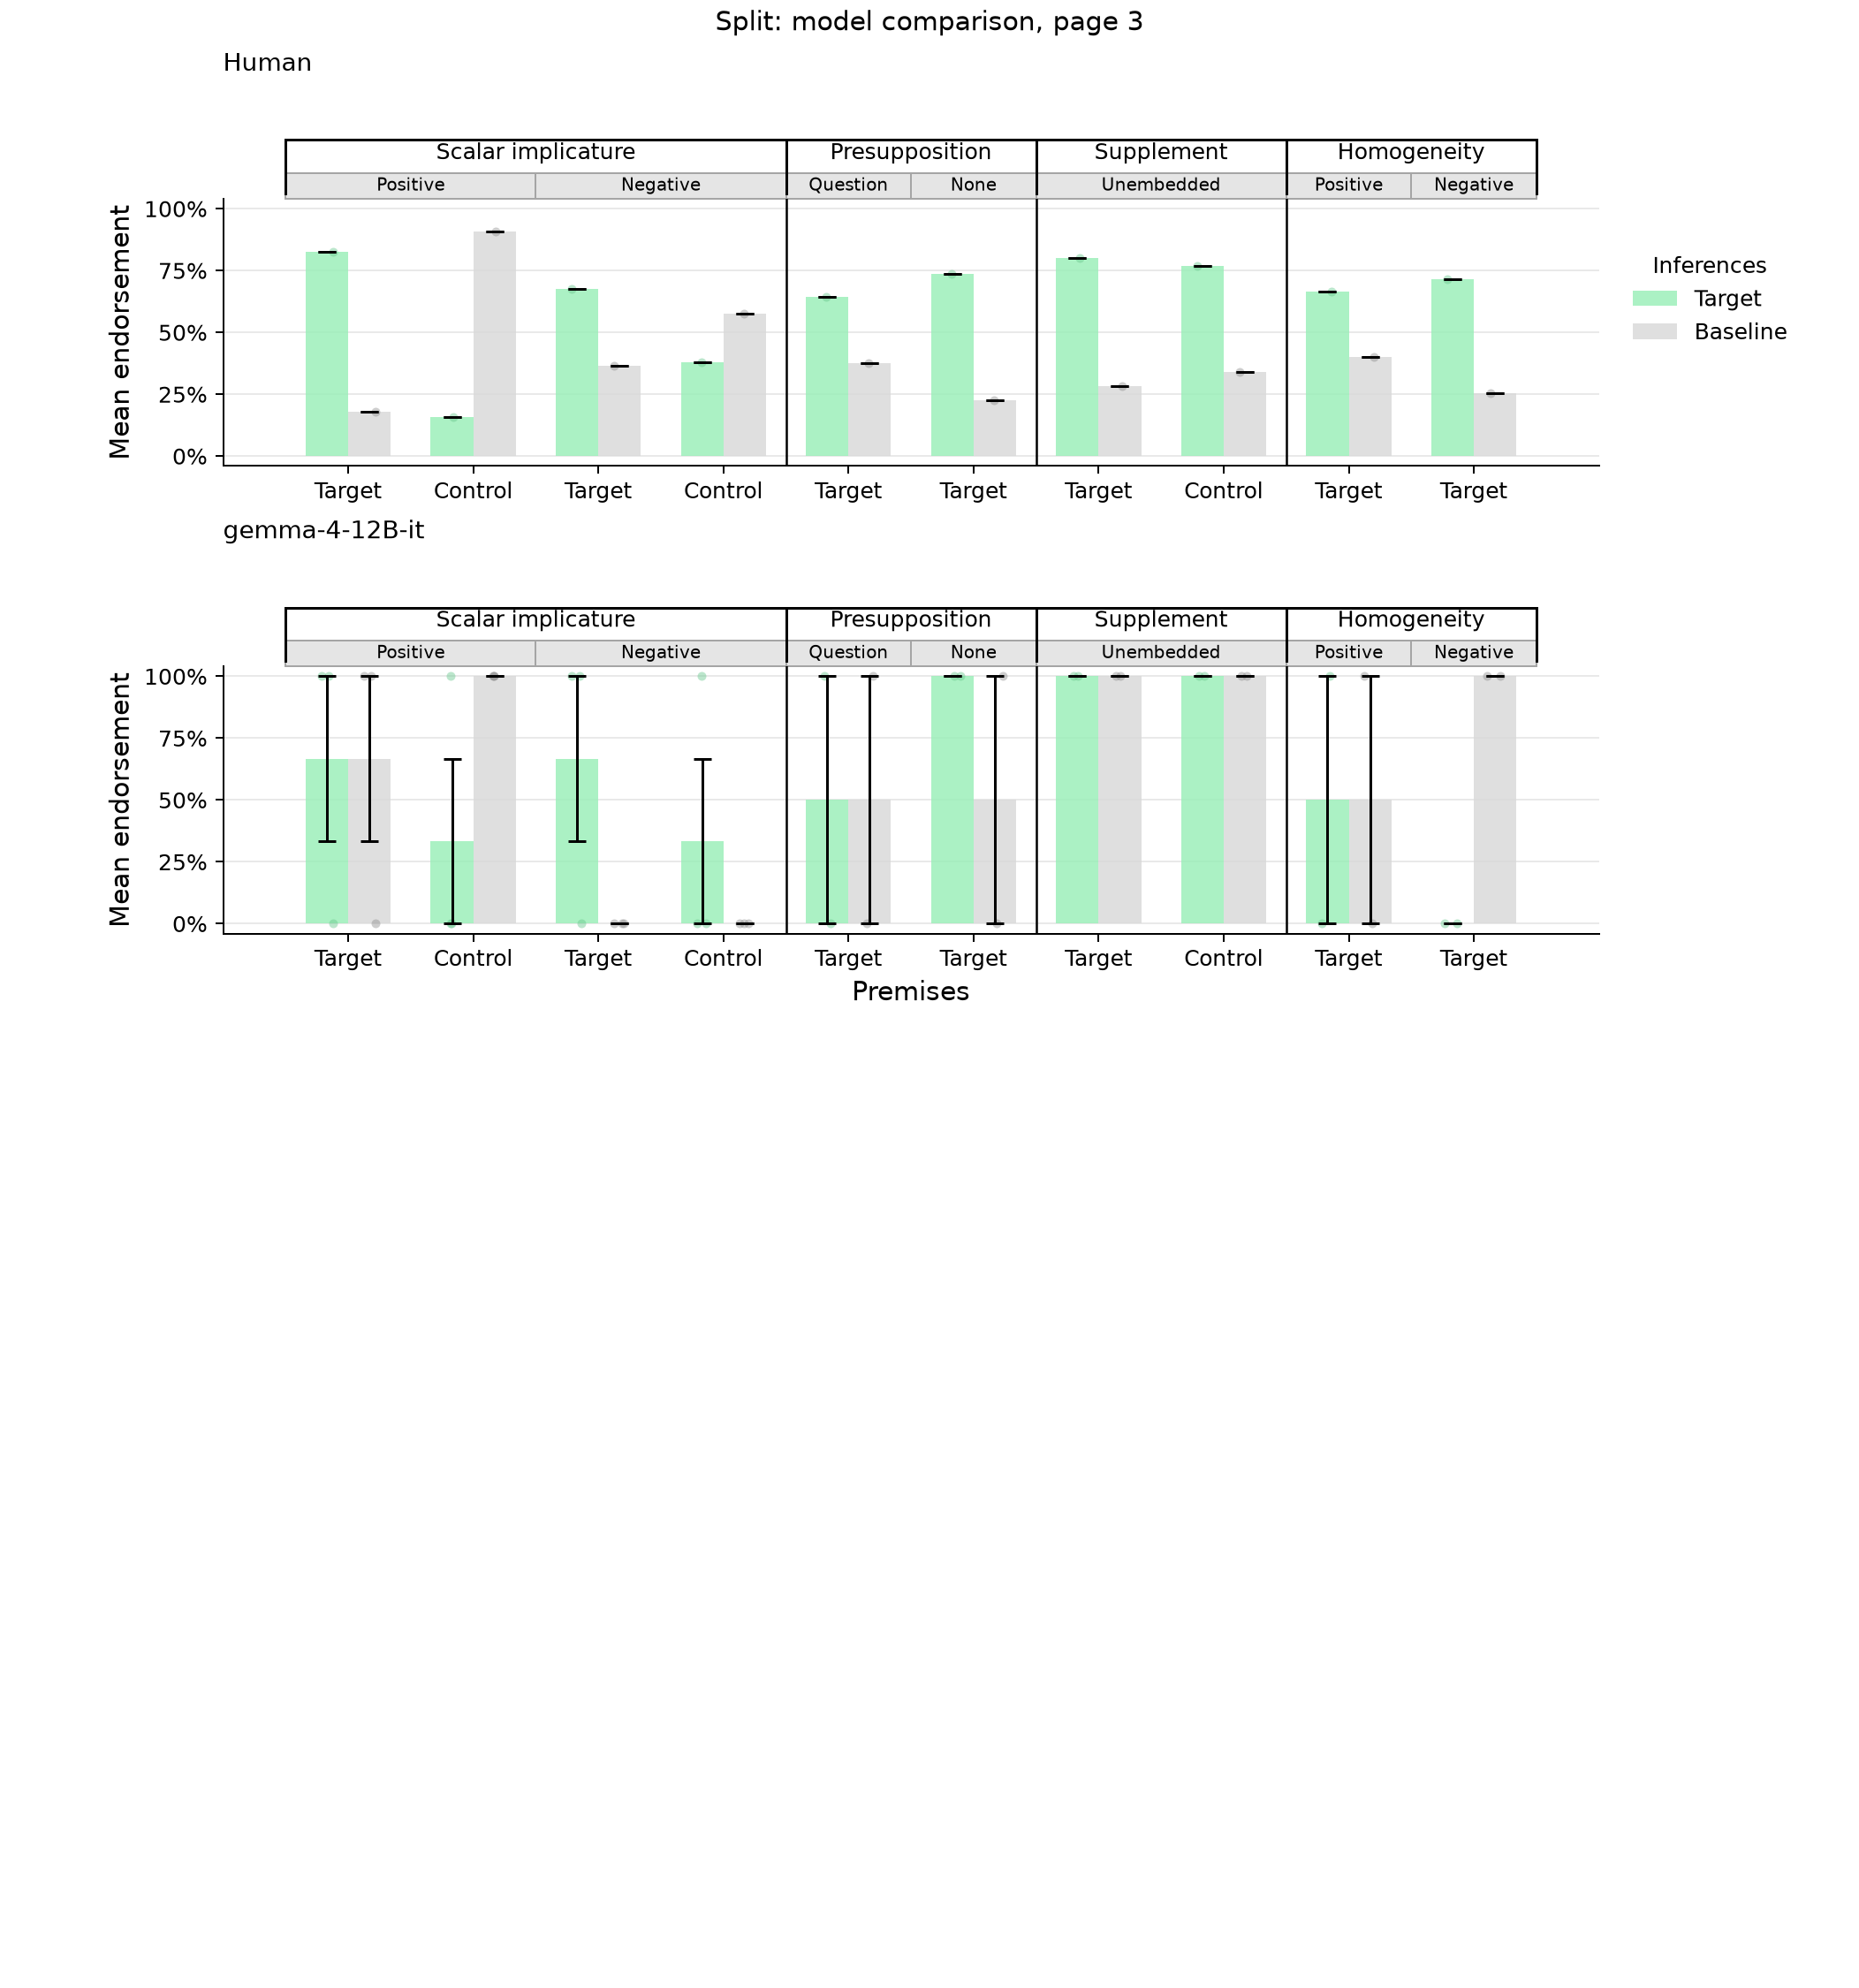 Split: model comparison, page 3
Human
Scalar implicature Presupposition Supplement Homogeneity
Positive Negative Question None Unembedded Positive Negative
Mean endorsement
100%
75%
50%
25%
0%
Target Control Target Control Target Target Target Control Target Target
Inferences
Target
Baseline
gemma-4-12B-it
Scalar implicature Presupposition Supplement Homogeneity
Positive Negative Question None Unembedded Positive Negative
Mean endorsement
100%
75%
50%
25%
0%
Target Control Target Control Target Target Target Control Target Target
Premises